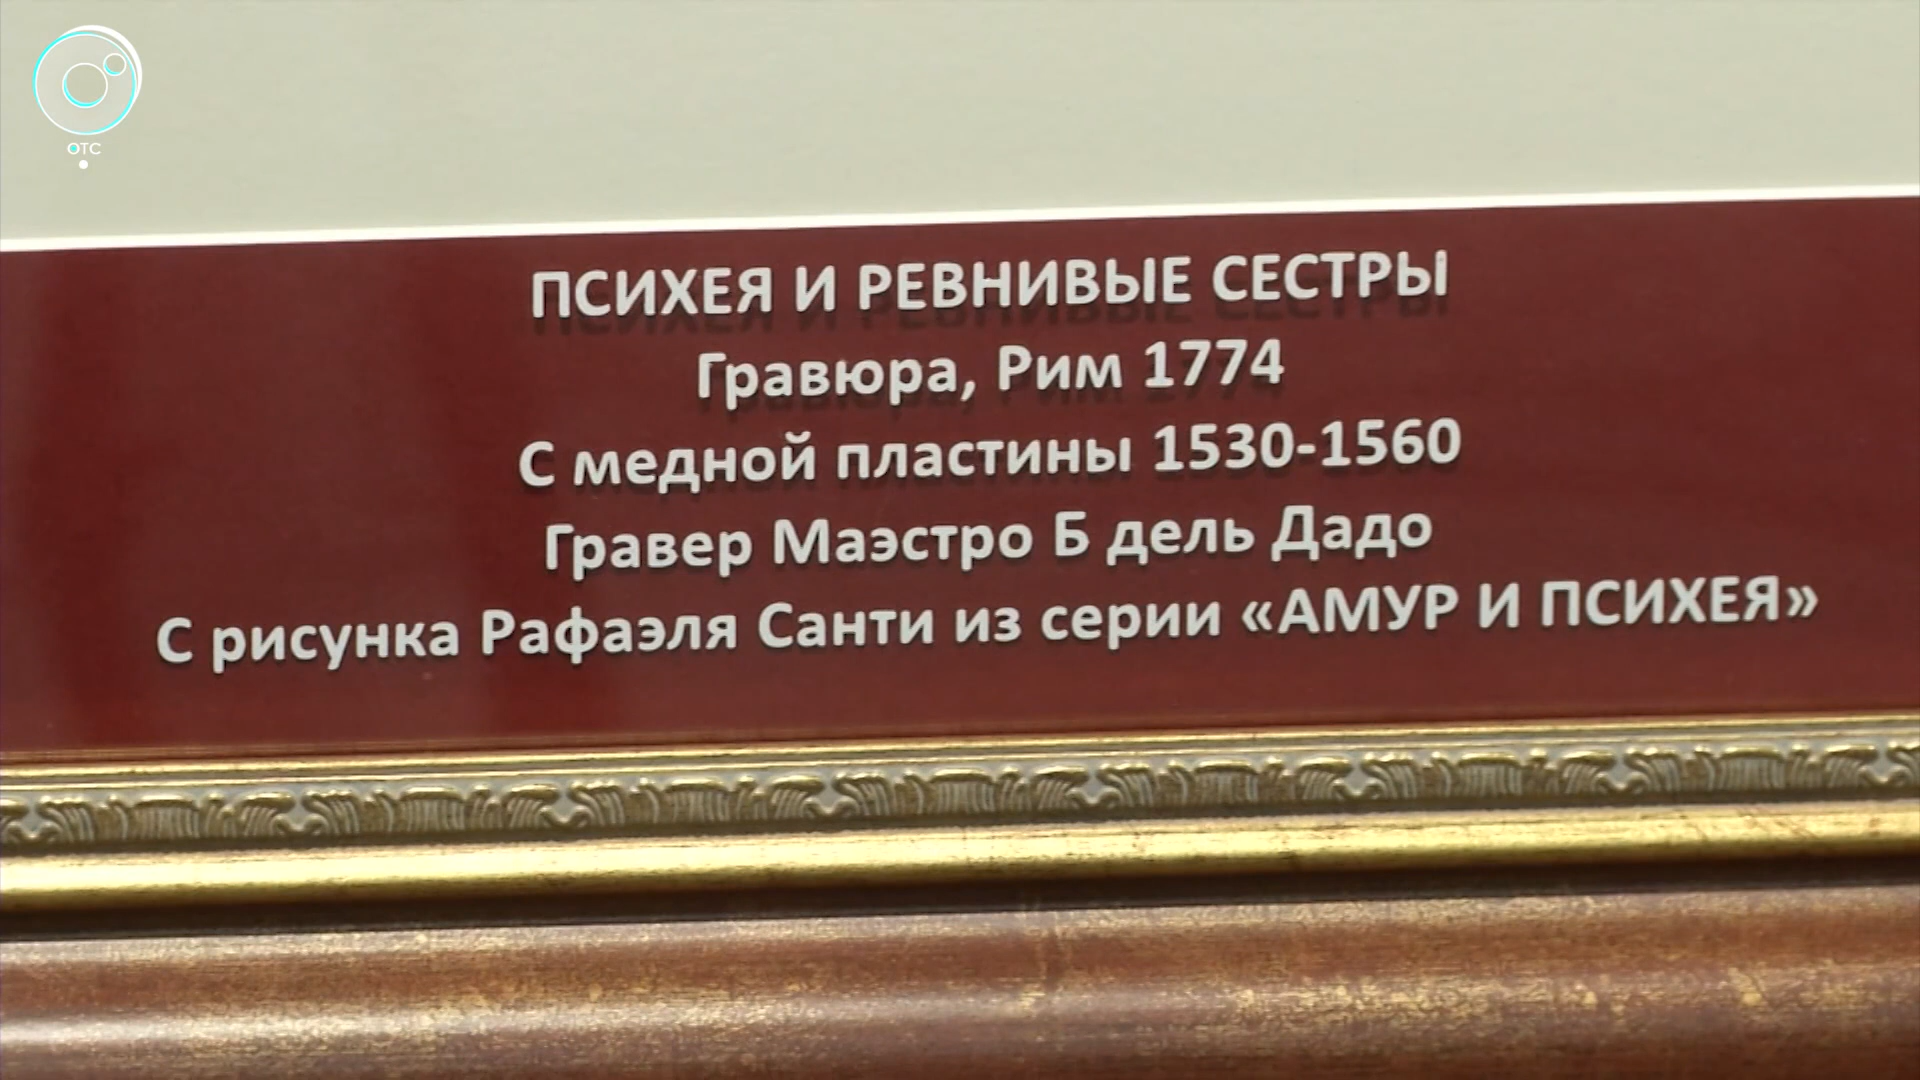 ОТС
ПСИХЕЯ И РЕВНИВЫЕ СЕСТРЫ
Гравюра, Рим 1774
С медной пластины 1530-1560
Гравер Маэстро Б дель Дадо
С рисунка Рафаэля Санти из серии «АМУР И ПСИХЕЯ»